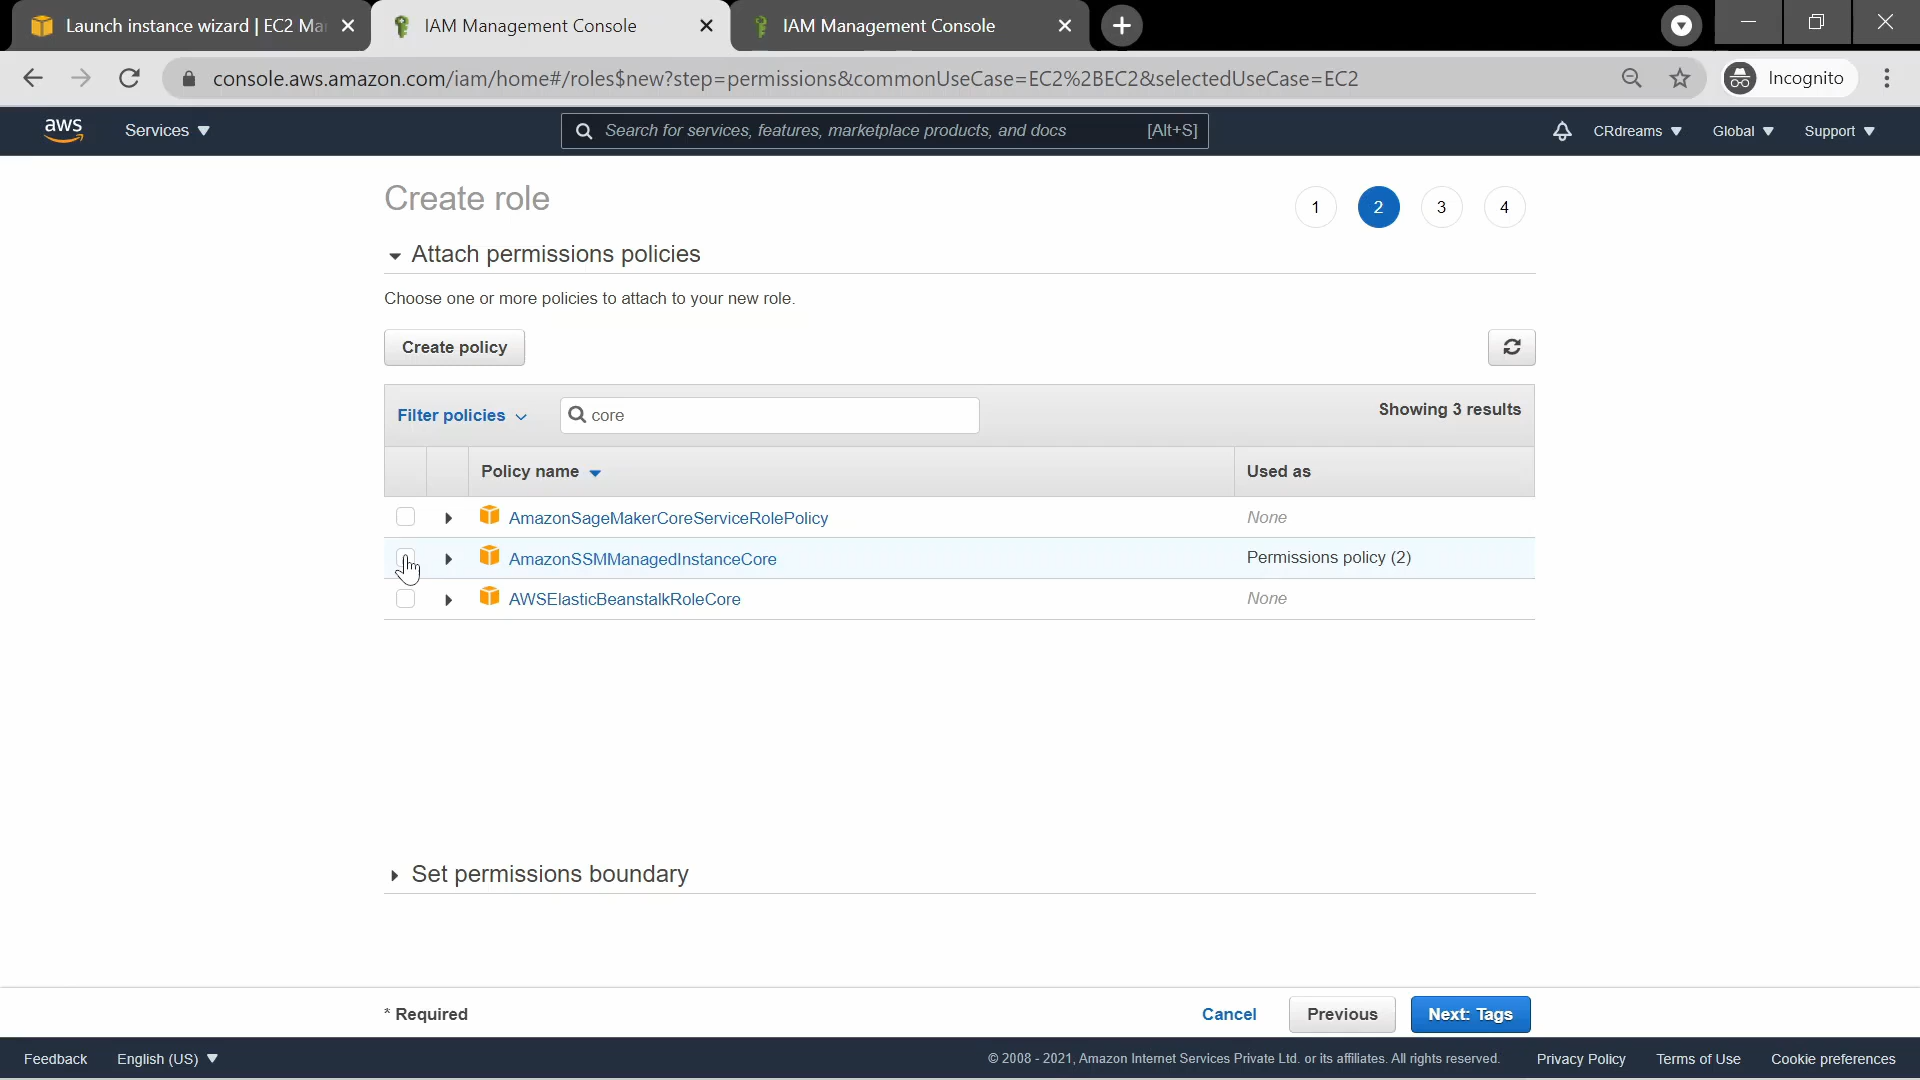 Launch instance wizard | EC2 Ma
IAM Management Console
IAM Management Console
console.aws.amazon.com/iam/home#/roles$new?step=permissions&commonUseCase=EC2%2BEC2&selectedUseCase=EC2
Incognito
aws
Services
Search for services, features, marketplace products, and docs
[Alt+S]
CRdreams
Global
Support
Create role
1
2
3
4
Attach permissions policies
Choose one or more policies to attach to your new role.
Create policy
Filter policies
core
Showing 3 results
Policy name
Used as
AmazonSageMakerCoreServiceRolePolicy
None
AmazonSSMManagedInstanceCore
Permissions policy (2)
AWSElasticBeanstalkRoleCore
None
Set permissions boundary
* Required
Cancel
Previous
Next: Tags
Feedback
English (US)
© 2008 - 2021, Amazon Internet Services Private Ltd. or its affiliates. All rights reserved.
Privacy Policy
Terms of Use
Cookie preferences